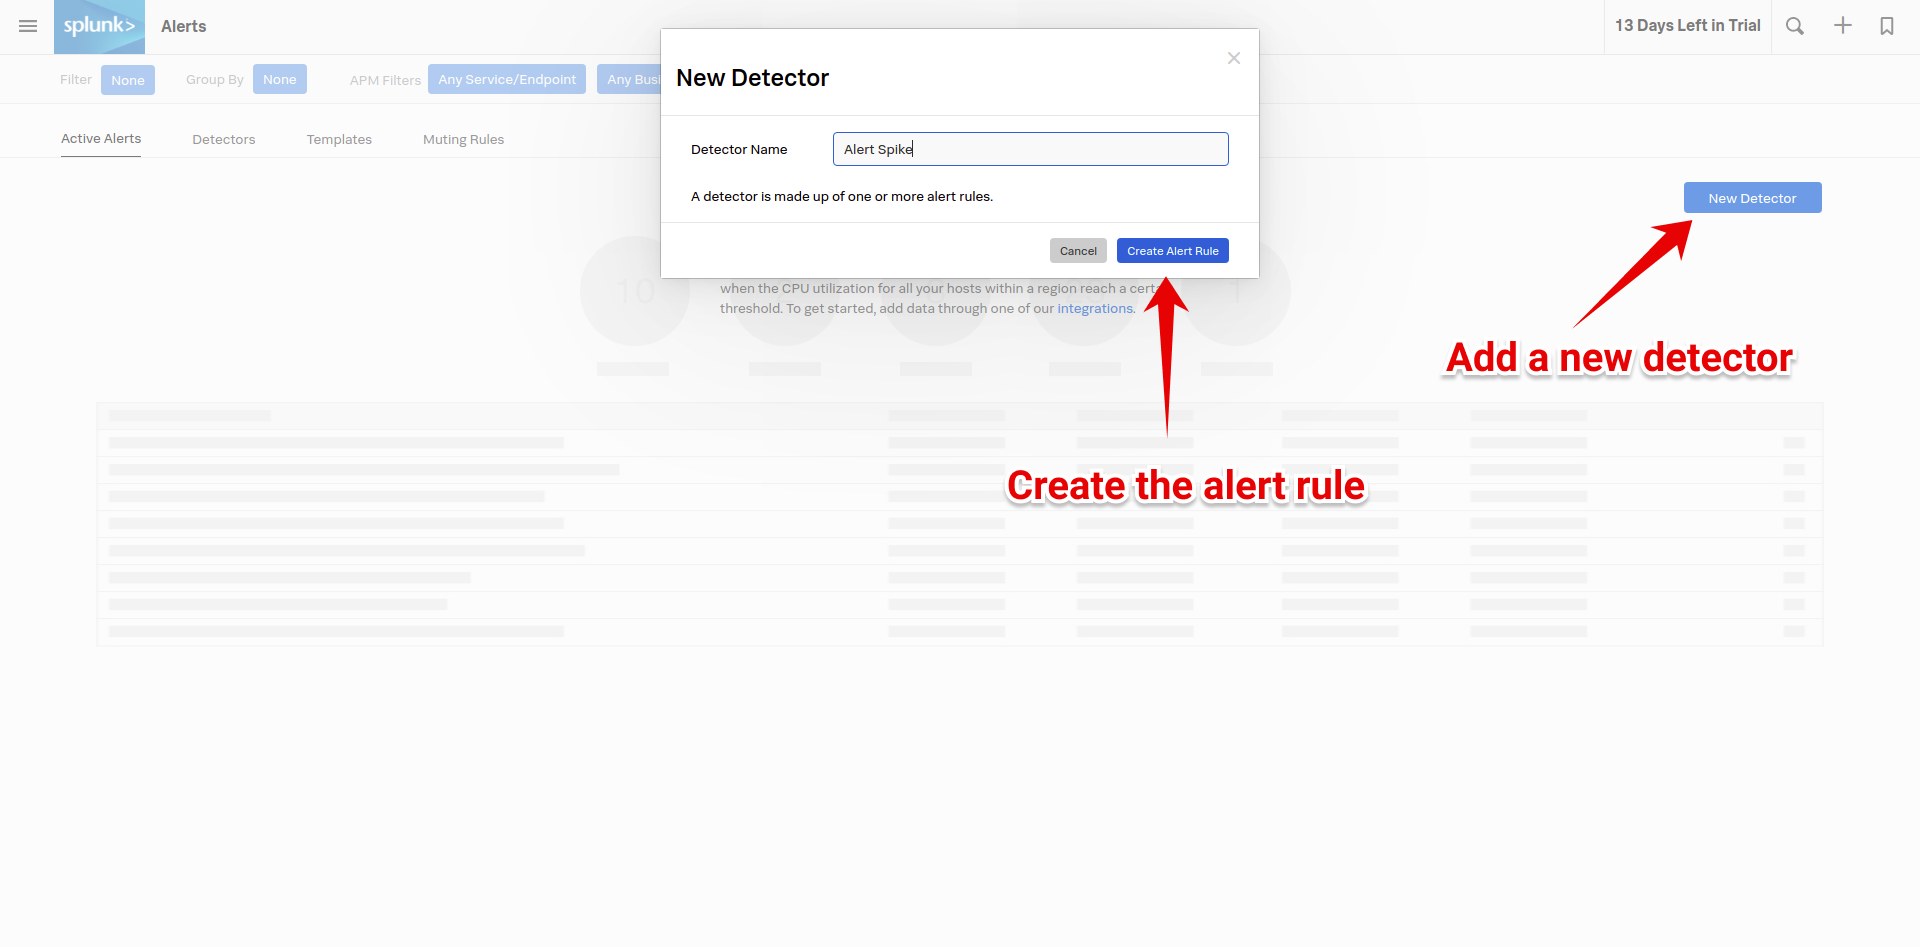 splunk>
Alerts
13 Days Left in Trial
Filter
None
Group By
None
APM Filters
Any Service/Endpoint
Any Busi
Active Alerts
Detectors
Templates
Muting Rules
New Detector
New Detector
Detector Name
Alert Spike
A detector is made up of one or more alert rules.
Cancel
Create Alert Rule
10
1
when the CPU utilization for all your hosts within a region reach a certa
threshold. To get started, add data through one of our integrations.
Add a new detector
Create the alert rule